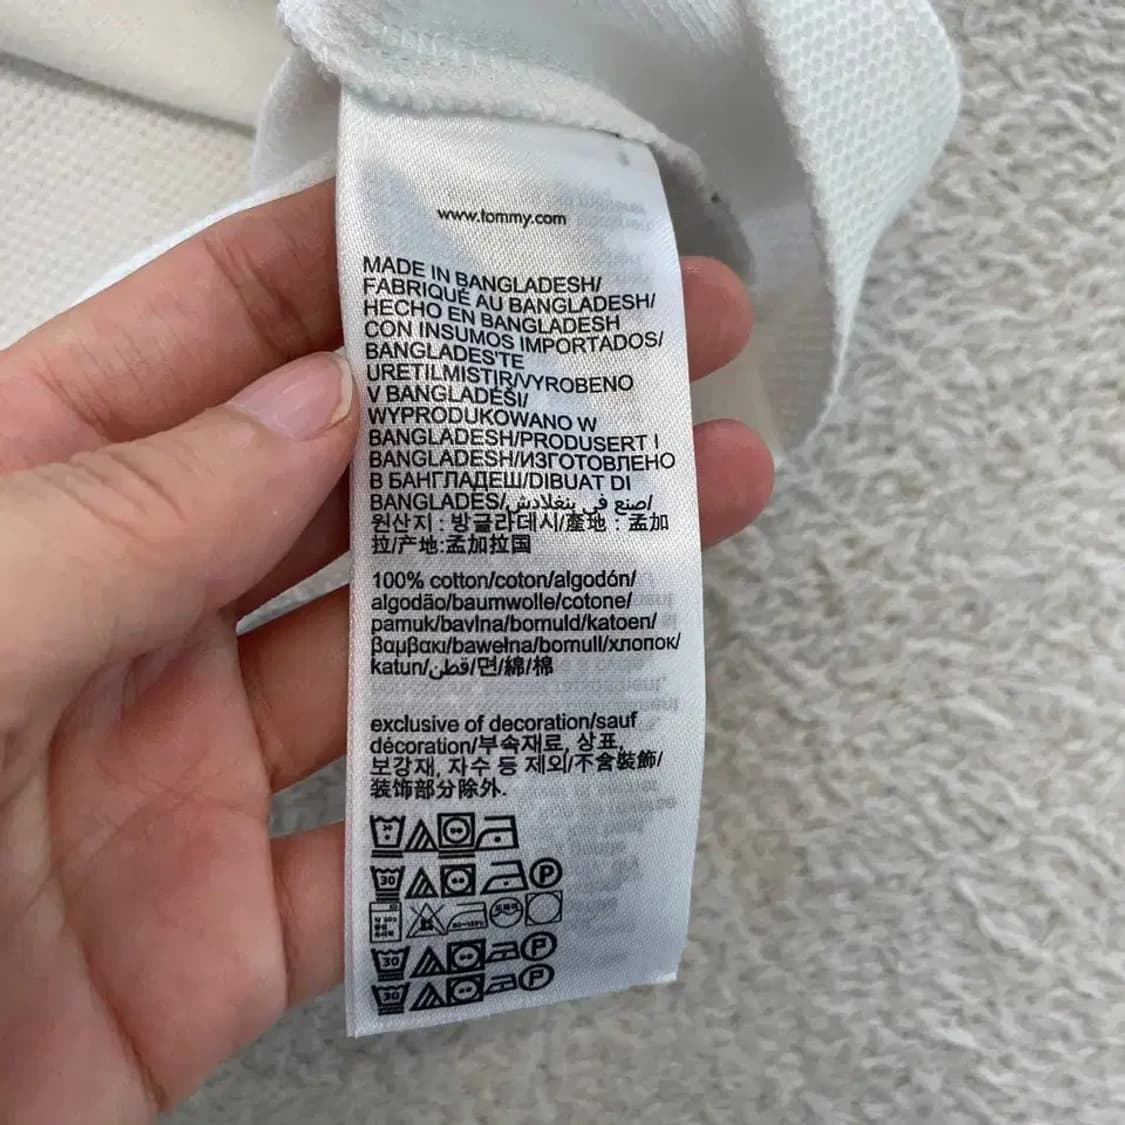 www.tommy.com
MADE IN BANGLADESH/
FABRIQUÉ AU BANGLADESH/
HECHO EN BANGLADESH
CON INSUMOS IMPORTADOS/
BANGLADEŞ'TE
URETILMISTIR/VYROBENO
V BANGLADÉŠI/
WYPRODUKOWANO W
BANGLADESH/PRODUSERT I
BANGLADESH/ИЗГОТОВЛЕНО
В БАНГЛАДЕШ/DIBUAT DI
BANGLADES/صنع في بنغلادش/
원산지 : 방글라데시/產地 : 孟加
拉/产地:孟加拉国
100% cotton/coton/algodón/
algodão/baumwolle/cotone/
pamuk/bavlna/bomuld/katoen/
βαμβακι/bawełna/bomull/хлопок/
katun/قطن/면/綿/棉
exclusive of decoration/sauf
décoration/부속재료, 상표,
보강재, 자수 등 제외/不含裝飾/
装饰部分除外.
30
30 P
30 P
30 P